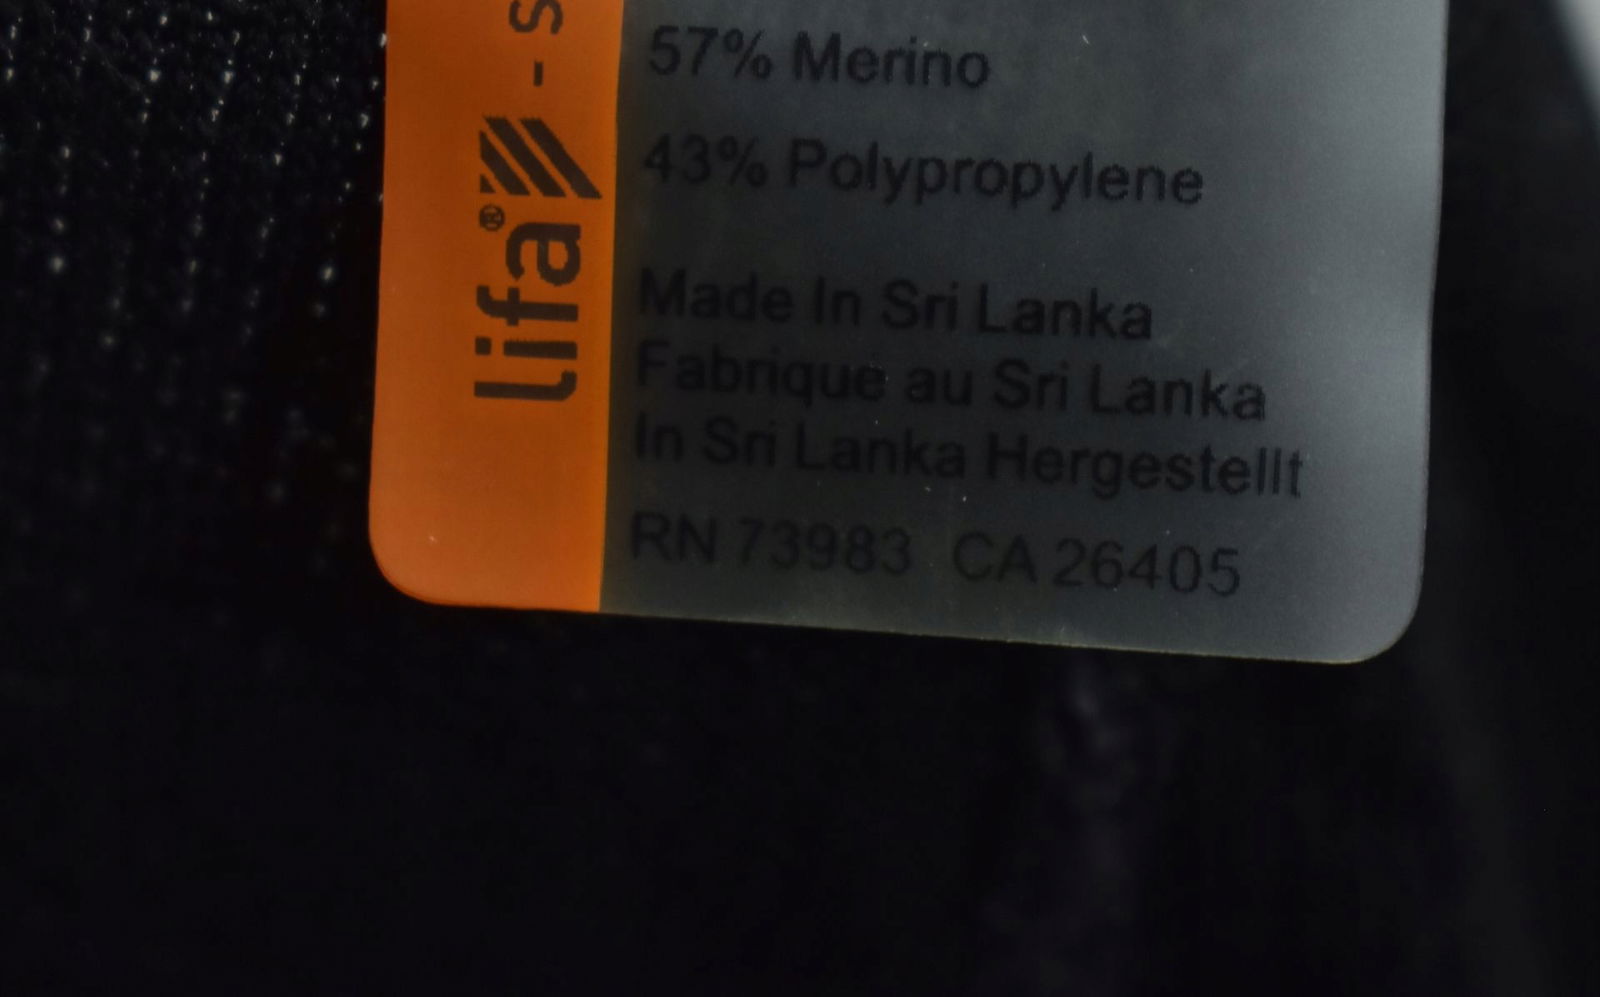 57% Merino
43% Polypropylene
Made In Sri Lanka
Fabriqué au Sri Lanka
In Sri Lanka Hergestellt
RN 73983 CA 26405
lifa® - s